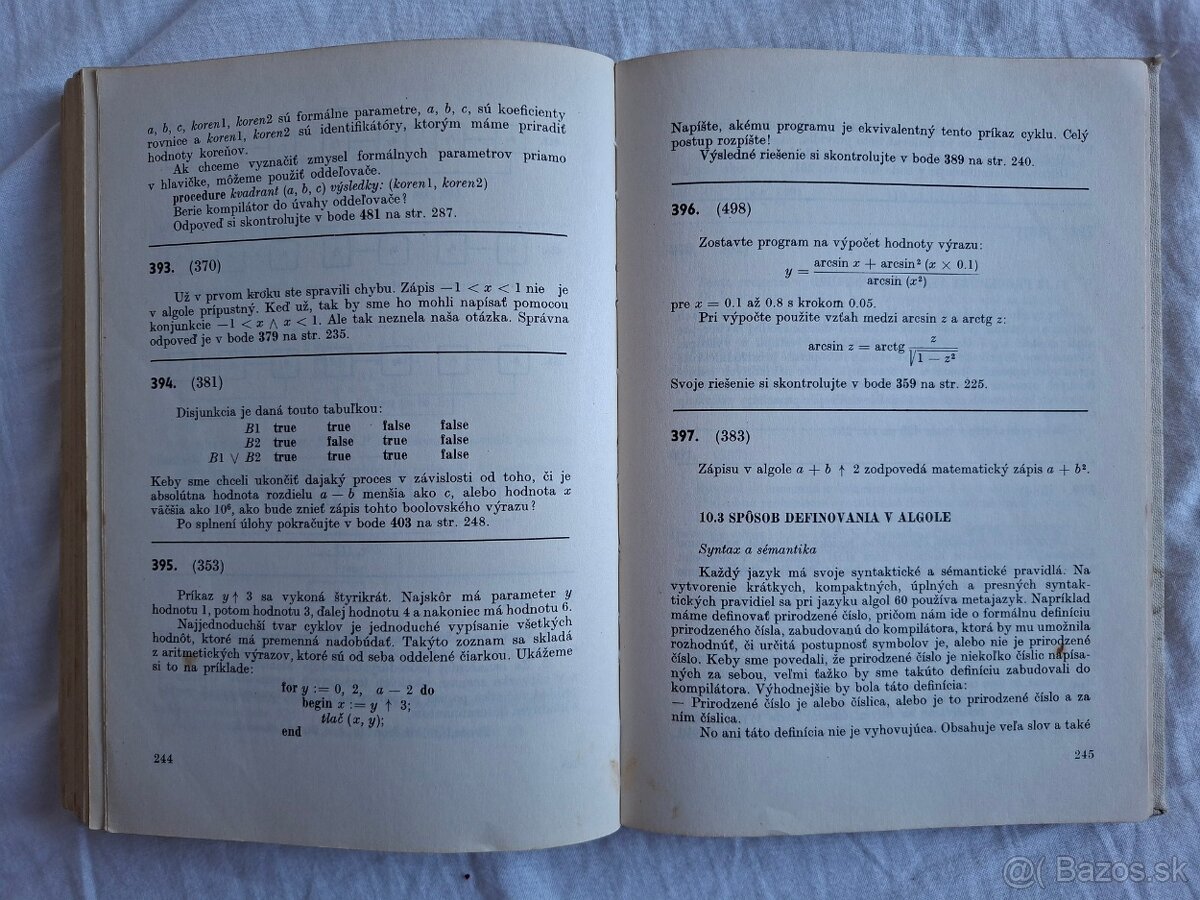 a, b, c, koren1, koren2 sú formálne parametre, a, b, c, sú koeficienty
rovnice a koren1, koren2 sú identifikátóry, ktorým máme priradiť
hodnoty koreňov.
Ak chceme vyznačiť zmysel formálnych parametrov priamo
v hlavičke, môžeme použiť oddeľovače.
procedure kvadrant (a, b, c) výsledky: (koren1, koren2)
Berie kompilátor do úvahy oddeľovače?
Odpoveď si skontrolujte v bode 481 na str. 287.
393. (370)
Už v prvom kroku ste spravili chybu. Zápis —1 < x < 1 nie je
v algole prípustný. Keď už, tak by sme ho mohli napísať pomocou
konjunkcie —1 < x ∧ x < 1. Ale tak neznela naša otázka. Správna
odpoveď je v bode 379 na str. 235.
394. (381)
Disjunkcia je daná touto tabuľkou:
B1 true true false false
B2 true false true false
B1 ∨ B2 true true true false
Keby sme chceli ukončiť dajaký proces v závislosti od toho, či je
absolútna hodnota rozdielu a — b menšia ako c, alebo hodnota x
väčšia ako 10⁶, ako bude znieť zápis tohto boolovského výrazu?
Po splnení úlohy pokračujte v bode 403 na str. 248.
395. (353)
Príkaz y ↑ 3 sa vykoná štyrikrát. Najskôr má parameter y
hodnotu 1, potom hodnotu 3, ďalej hodnotu 4 a nakoniec má hodnotu 6.
Najjednoduchší tvar cyklov je jednoduché vypísanie všetkých
hodnôt, ktoré má premenná nadobúdať. Takýto zoznam sa skladá
z aritmetických výrazov, ktoré sú od seba oddelené čiarkou. Ukážeme
si to na príklade:
for y := 0, 2, a — 2 do
begin x := y ↑ 3;
tlač (x, y);
end
244
Napíšte, akému programu je ekvivalentný tento príkaz cyklu. Celý
postup rozpíšte!
Výsledné riešenie si skontrolujte v bode 389 na str. 240.
396. (498)
Zostavte program na výpočet hodnoty výrazu:
y = arcsin x + arcsin² (x × 0.1)
arcsin (x²)
pre x = 0.1 až 0.8 s krokom 0.05.
Pri výpočte použite vzťah medzi arcsin z a arctg z:
arcsin z = arctg z
√1 — z²
Svoje riešenie si skontrolujte v bode 359 na str. 225.
397. (383)
Zápisu v algole a + b ↑ 2 zodpovedá matematický zápis a + b².
10.3 SPÔSOB DEFINOVANIA V ALGOLE
Syntax a sémantika
Každý jazyk má svoje syntaktické a sémantické pravidlá. Na
vytvorenie krátkych, kompaktných, úplných a presných syntak-
tických pravidiel sa pri jazyku algol 60 používa metajazyk. Napríklad
máme definovať prirodzené číslo, pričom nám ide o formálnu definíciu
prirodzeného čísla, zabudovanú do kompilátora, ktorá by mu umožnila
rozhodnúť, či určitá postupnosť symbolov je, alebo nie je prirodzené
číslo. Keby sme povedali, že prirodzené číslo je niekoľko číslic napísa-
ných za sebou, veľmi ťažko by sme takúto definíciu zabudovali do
kompilátora. Výhodnejšie by bola táto definícia:
— Prirodzené číslo je alebo číslica, alebo je to prirodzené číslo a za
ním číslica.
No ani táto definícia nie je vyhovujúca. Obsahuje veľa slov a také
245
@( Bazos.sk